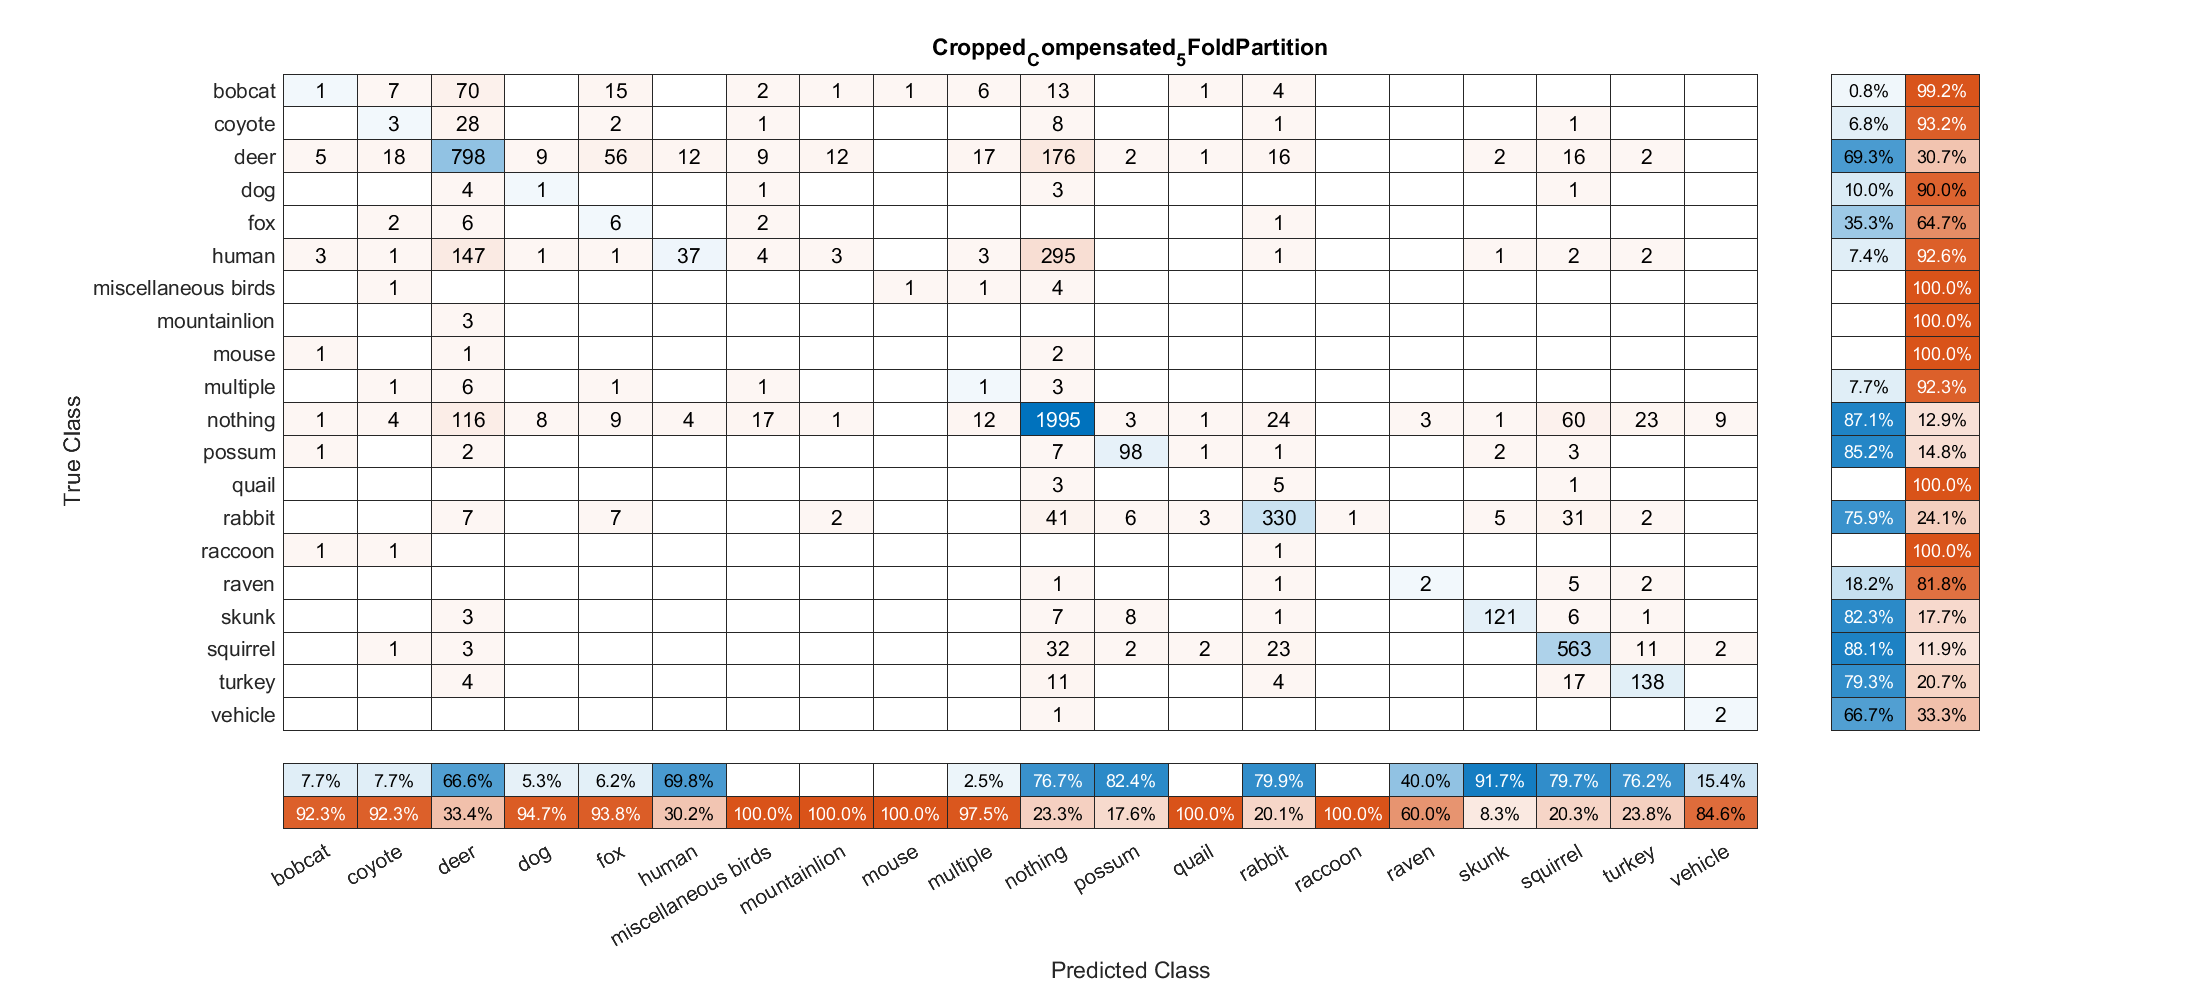 Cropped_Compensated_5FoldPartition
True Class
bobcat 1 7 70 15 2 1 1 6 13 1 4 0.8% 99.2%
coyote 3 28 2 1 8 1 1 6.8% 93.2%
deer 5 18 798 9 56 12 9 12 17 176 2 1 16 2 16 2 69.3% 30.7%
dog 4 1 1 3 1 10.0% 90.0%
fox 2 6 6 2 1 35.3% 64.7%
human 3 1 147 1 1 37 4 3 3 295 1 1 2 2 7.4% 92.6%
miscellaneous birds 1 1 1 4 100.0%
mountainlion 3 100.0%
mouse 1 1 2 100.0%
multiple 1 6 1 1 1 3 7.7% 92.3%
nothing 1 4 116 8 9 4 17 1 12 1995 3 1 24 3 1 60 23 9 87.1% 12.9%
possum 1 2 7 98 1 1 2 3 85.2% 14.8%
quail 3 5 1 100.0%
rabbit 7 7 2 41 6 3 330 1 5 31 2 75.9% 24.1%
raccoon 1 1 1 100.0%
raven 1 1 2 5 2 18.2% 81.8%
skunk 3 7 8 1 121 6 1 82.3% 17.7%
squirrel 1 3 32 2 2 23 563 11 2 88.1% 11.9%
turkey 4 11 4 17 138 79.3% 20.7%
vehicle 1 2 66.7% 33.3%
7.7% 7.7% 66.6% 5.3% 6.2% 69.8% 2.5% 76.7% 82.4% 79.9% 40.0% 91.7% 79.7% 76.2% 15.4%
92.3% 92.3% 33.4% 94.7% 93.8% 30.2% 100.0% 100.0% 100.0% 97.5% 23.3% 17.6% 100.0% 20.1% 100.0% 60.0% 8.3% 20.3% 23.8% 84.6%
bobcat coyote deer dog fox human miscellaneous birds mountainlion mouse multiple nothing possum quail rabbit raccoon raven skunk squirrel turkey vehicle
Predicted Class